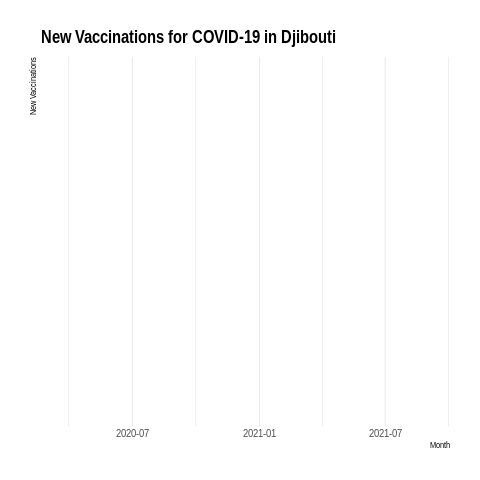 New Vaccinations for COVID-19 in Djibouti
New Vaccinations
2020-07
2021-01
2021-07
Month